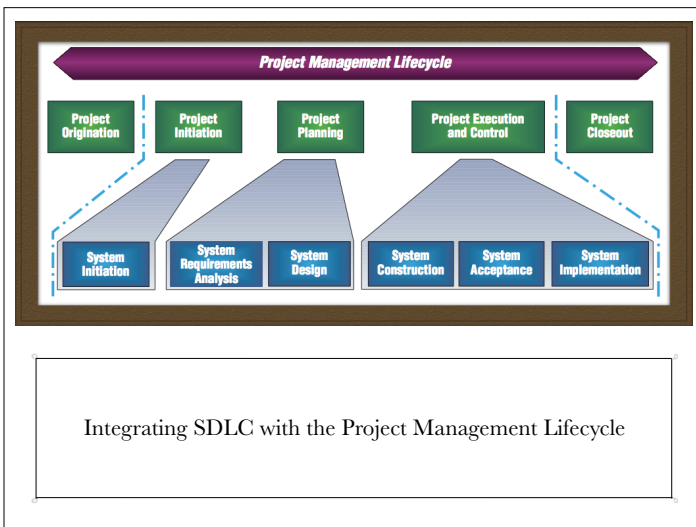 Project Management Lifecycle
Project
Origination
Project
Initiation
Project
Planning
Project Execution
and Control
Project
Closeout
System
Initiation
System
Requirements
Analysis
System
Design
System
Construction
System
Acceptance
System
Implementation
Integrating SDLC with the Project Management Lifecycle